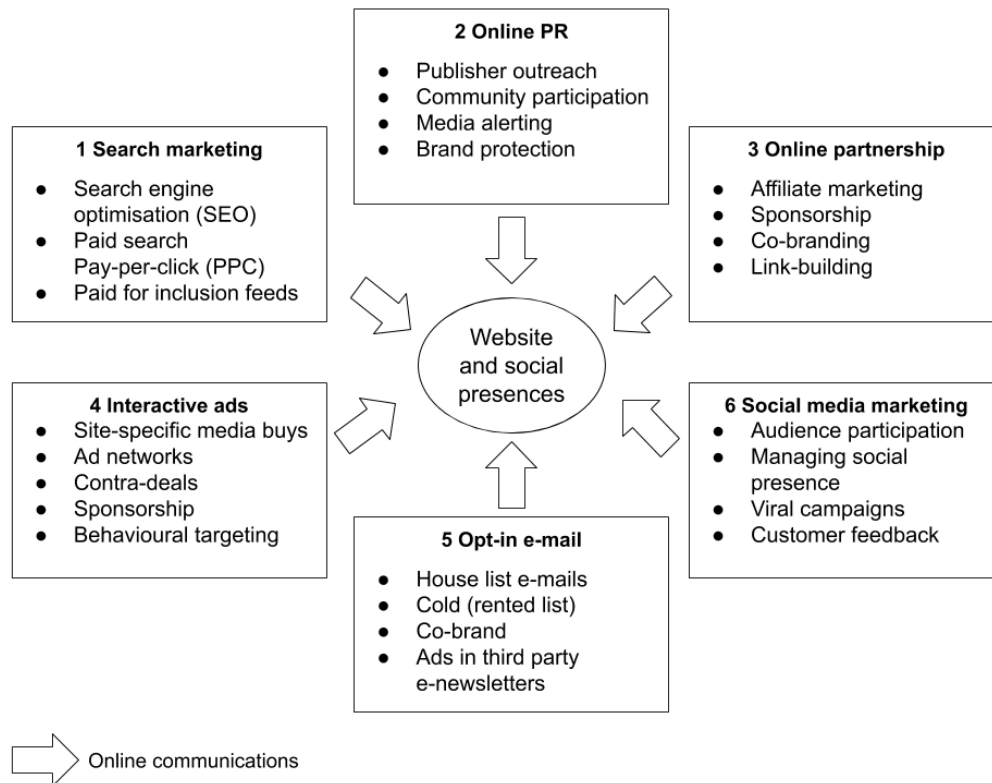 2 Online PR
● Publisher outreach
● Community participation
● Media alerting
● Brand protection
1 Search marketing
● Search engine
optimisation (SEO)
● Paid search
Pay-per-click (PPC)
● Paid for inclusion feeds
3 Online partnership
● Affiliate marketing
● Sponsorship
● Co-branding
● Link-building
Website
and social
presences
4 Interactive ads
● Site-specific media buys
● Ad networks
● Contra-deals
● Sponsorship
● Behavioural targeting
6 Social media marketing
● Audience participation
● Managing social
presence
● Viral campaigns
● Customer feedback
5 Opt-in e-mail
● House list e-mails
● Cold (rented list)
● Co-brand
● Ads in third party
e-newsletters
Online communications